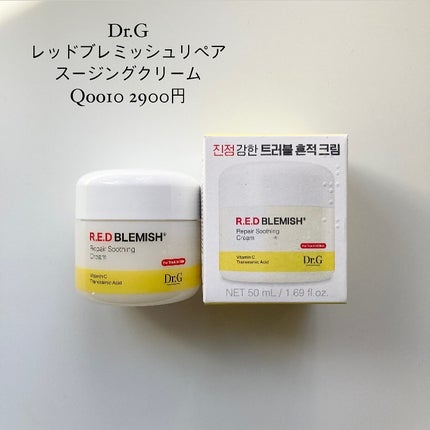 Dr.G
レッドブレミッシュリペア
スージングクリーム
Qoo10 2900円
진정 강한 트러블 흔적 크림
R.E.D BLEMISH®
Repair Soothing
Cream
Vitamin C
Tranexamic Acid
Dr.G
NET 50 mL / 1.69 fl.oz.
R.E.D BLEMISH®
Repair Soothing
Cream
Vitamin C
Tranexamic Acid
Dr.G